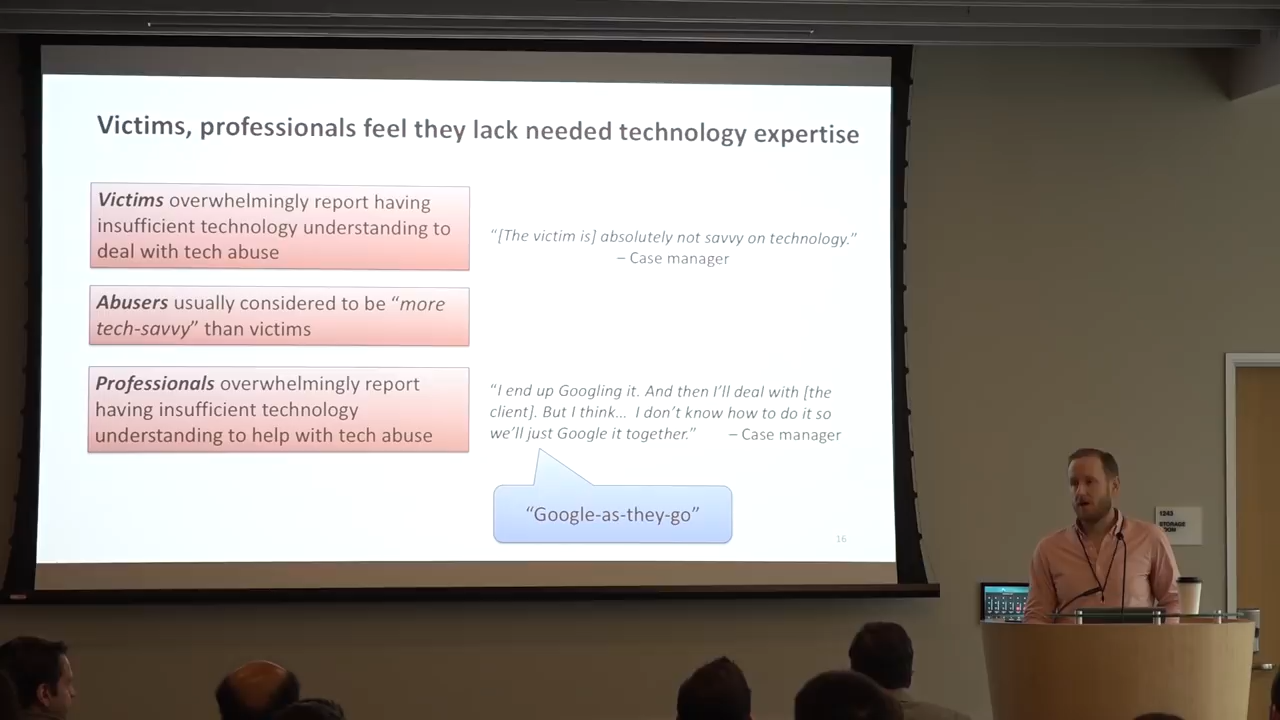 Victims, professionals feel they lack needed technology expertise
Victims overwhelmingly report having
insufficient technology understanding to
deal with tech abuse
“[The victim is] absolutely not savvy on technology.”
– Case manager
Abusers usually considered to be “more
tech-savvy” than victims
Professionals overwhelmingly report
having insufficient technology
understanding to help with tech abuse
“I end up Googling it. And then I’ll deal with [the
client]. But I think... I don’t know how to do it so
we’ll just Google it together.” – Case manager
“Google-as-they-go”
16
1243
STORAGE
ROOM